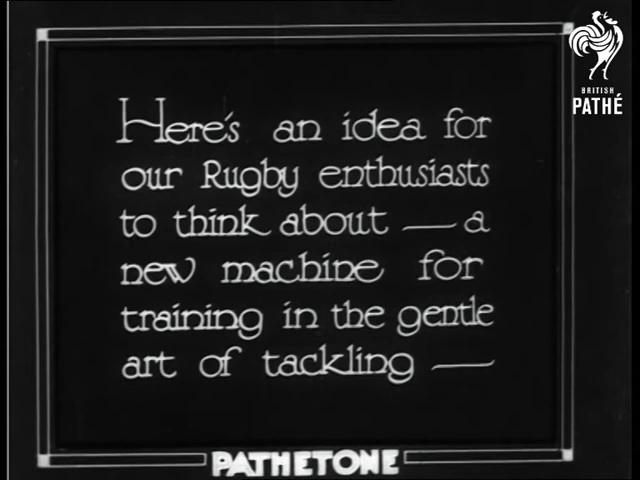 BRITISH
PATHÉ
Here's an idea for
our Rugby enthusiasts
to think about — a
new machine for
training in the gentle
art of tackling —
PATHETONE